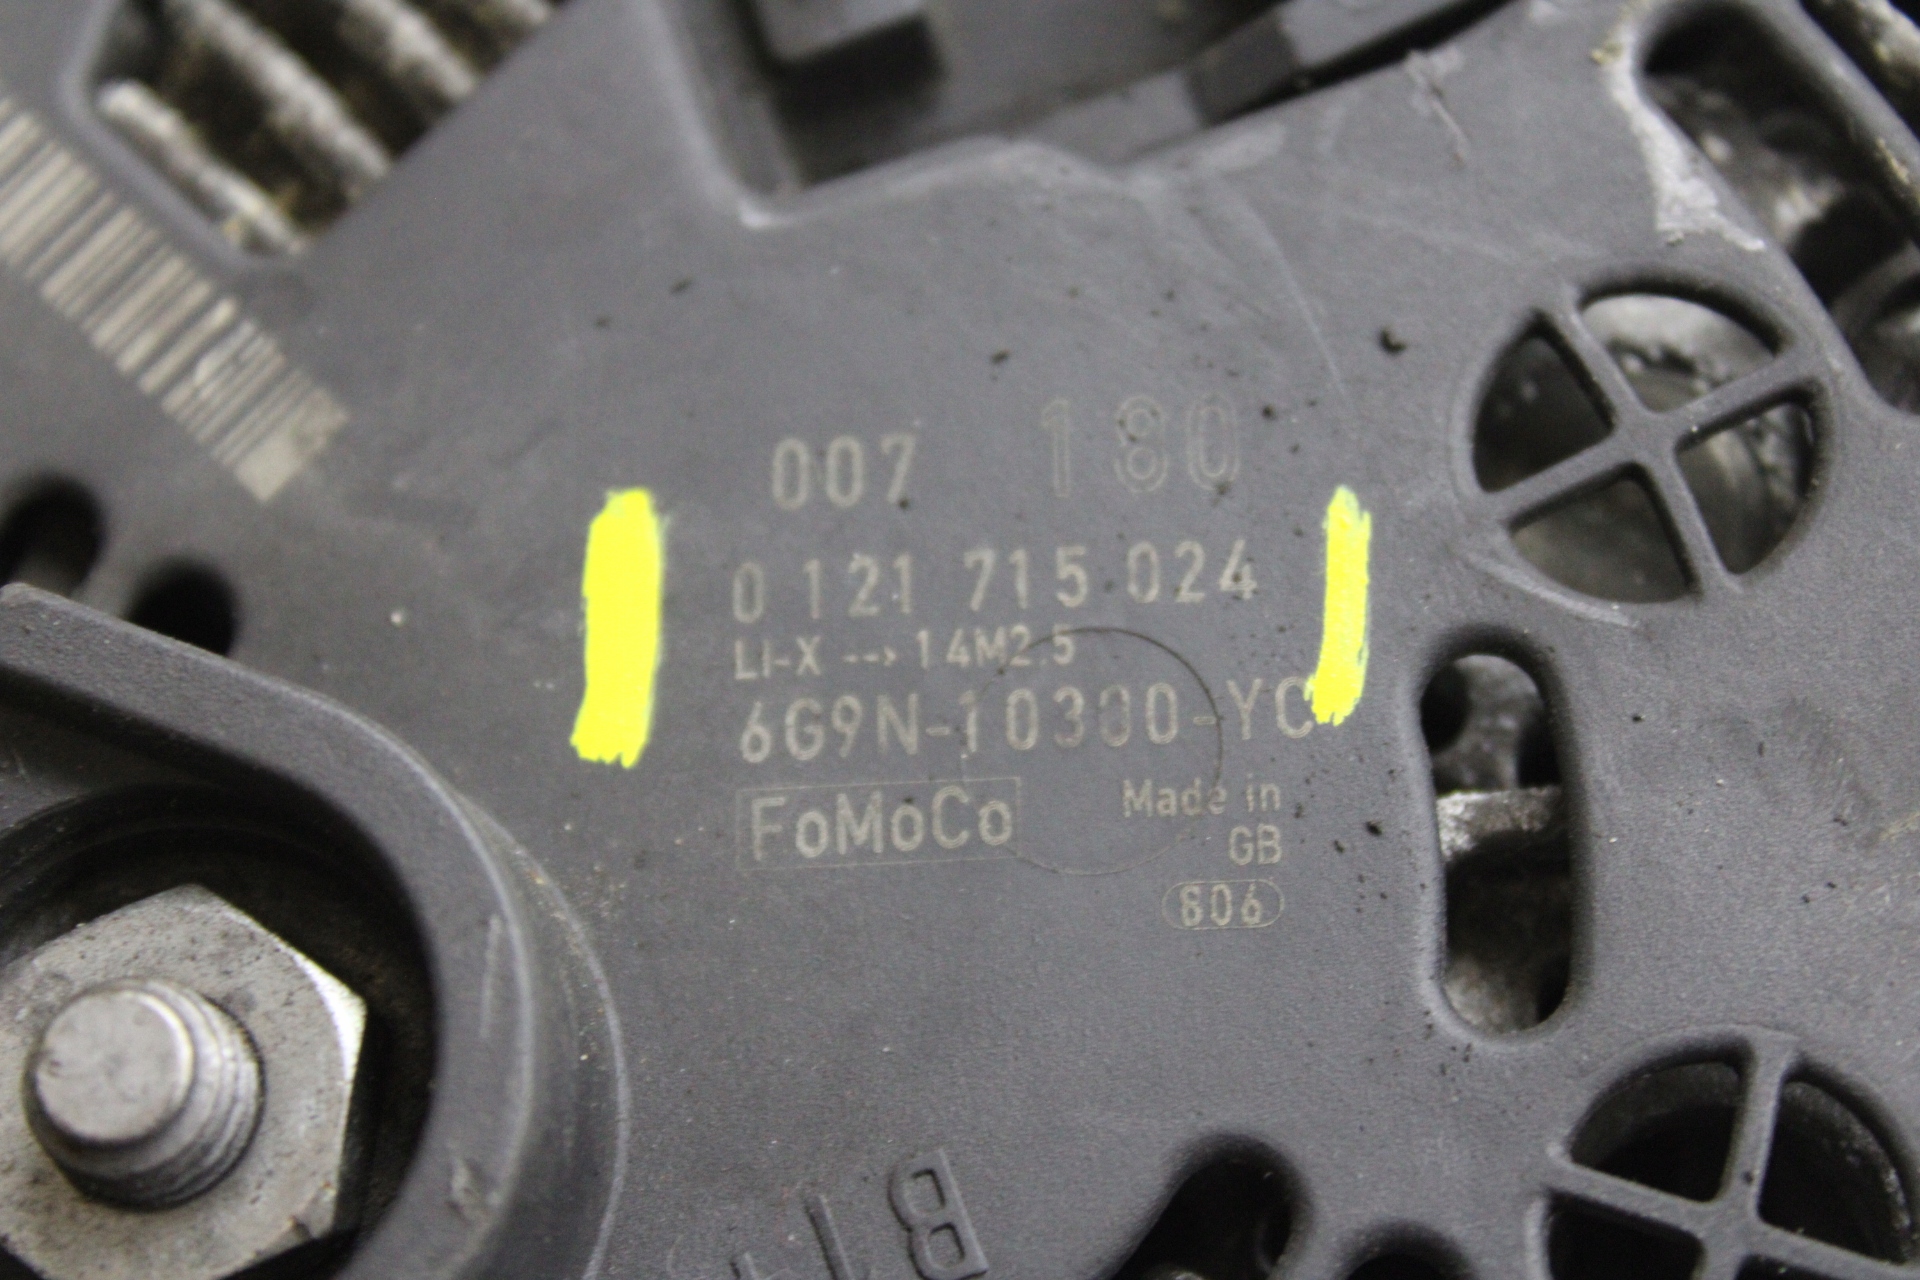 007 180
0 121 715 024
LI-X --> 14M2.5
6G9N-10300-YC
FoMoCo
Made in
GB
806